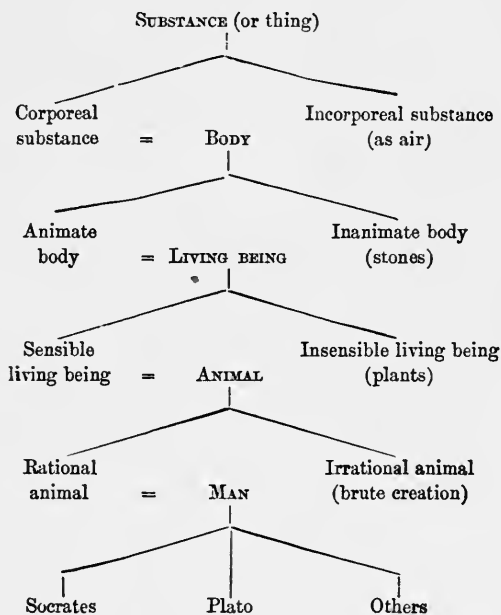 SUBSTANCE (or thing)
Corporeal Incorporeal substance
substance = BODY (as air)
Animate Inanimate body
body = LIVING BEING (stones)
Sensible Insensible living being
living being = ANIMAL (plants)
Rational Irrational animal
animal = MAN (brute creation)
Socrates Plato Others